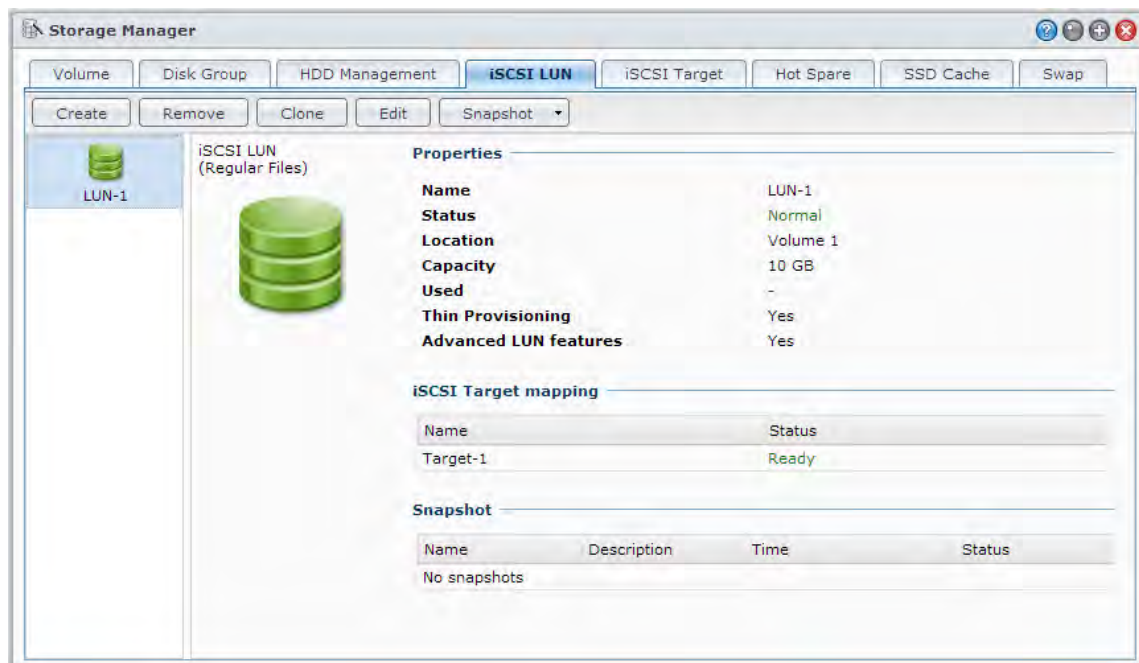 Storage Manager
Volume Disk Group HDD Management iSCSI LUN iSCSI Target Hot Spare SSD Cache Swap
Create Remove Clone Edit Snapshot
LUN-1
iSCSI LUN
(Regular Files)
Properties
Name LUN-1
Status Normal
Location Volume 1
Capacity 10 GB
Used -
Thin Provisioning Yes
Advanced LUN features Yes
iSCSI Target mapping
Name Status
Target-1 Ready
Snapshot
Name Description Time Status
No snapshots